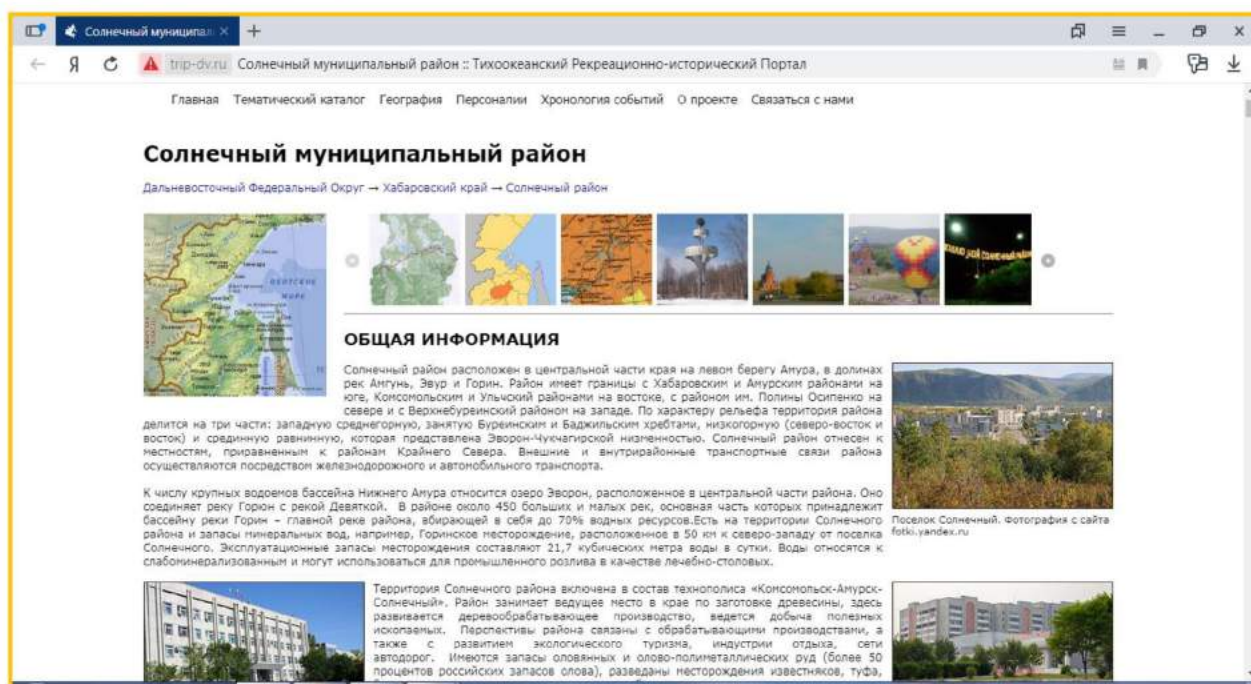 Солнечный муниципал
trip-dv.ru Солнечный муниципальный район :: Тихоокеанский Рекреационно-исторический Портал
Главная Тематический каталог География Персоналии Хронология событий О проекте Связаться с нами
Солнечный муниципальный район
Дальневосточный Федеральный Округ → Хабаровский край → Солнечный район
ОБЩАЯ ИНФОРМАЦИЯ
Солнечный район расположен в центральной части края на левом берегу Амура, в долинах
рек Амгунь, Эвур и Горин. Район имеет границы с Хабаровским и Амурским районами на
юге, Комсомольским и Ульчский районами на востоке, с районом им. Полины Осипенко на
севере и с Верхнебуреинский районом на западе. По характеру рельефа территория района
делится на три части: западную среднегорную, занятую Буреинским и Баджильским хребтами, низкогорную (северо-восток и
восток) и срединную равнинную, которая представлена Эворон-Чукчагирской низменностью. Солнечный район отнесен к
местностям, приравненным к районам Крайнего Севера. Внешние и внутрирайонные транспортные связи района
осуществляются посредством железнодорожного и автомобильного транспорта.
К числу крупных водоемов бассейна Нижнего Амура относится озеро Эворон, расположенное в центральной части района. Оно
соединяет реку Горюн с рекой Девяткой. В районе около 450 больших и малых рек, основная часть которых принадлежит
бассейну реки Горин – главной реке района, вбирающей в себя до 70% водных ресурсов.Есть на территории Солнечного
района и запасы минеральных вод, например, Горинское месторождение, расположенное в 50 км к северо-западу от поселка
Солнечного. Эксплуатационные запасы месторождения составляют 21,7 кубических метра воды в сутки. Воды относятся к
слабоминерализованным и могут использоваться для промышленного розлива в качестве лечебно-столовых.
Поселок Солнечный. Фотография с сайта
fotki.yandex.ru
Территория Солнечного района включена в состав технополиса «Комсомольск-Амурск-
Солнечный». Район занимает ведущее место в крае по заготовке древесины, здесь
развивается деревообрабатывающее производство, ведется добыча полезных
ископаемых. Перспективы района связаны с обрабатывающими производствами, а
также с развитием экологического туризма, индустрии отдыха, сети
автодорог. Имеются запасы оловянных и олово-полиметаллических руд (более 50
процентов российских запасов олова), разведаны месторождения известняков, туфа,